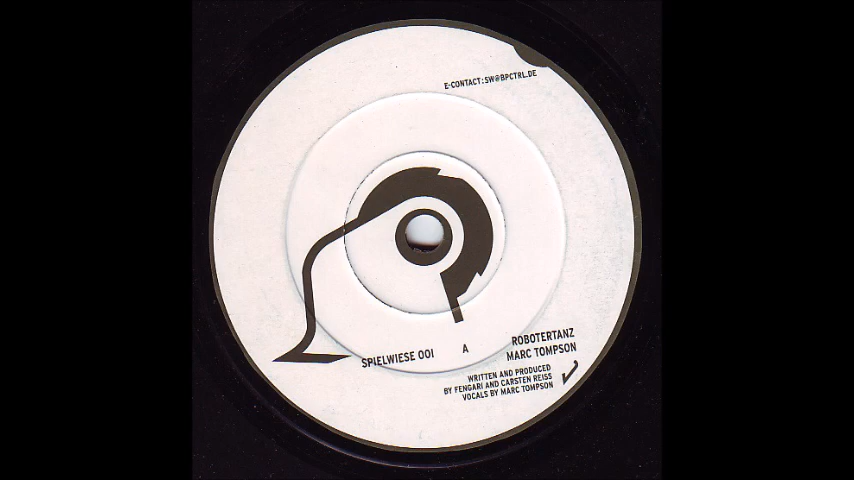 E-CONTACT: SW@BPCTRL.DE
SPIELWIESE 001 A ROBOTERTANZ
MARC TOMPSON
WRITTEN AND PRODUCED
BY FENGARI AND CARSTEN REISS
VOCALS BY MARC TOMPSON